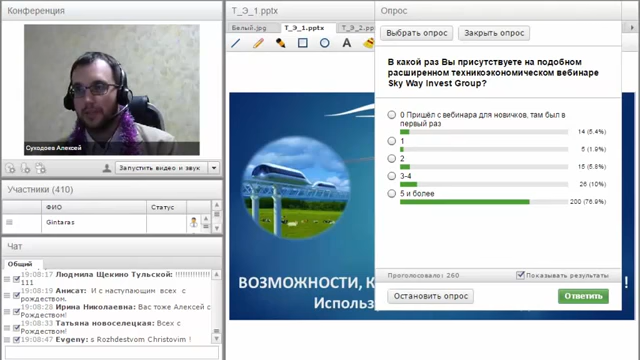 Конференция
Суходоев Алексей
Запустить видео и звук
Участники (410)
ФИО
Статус
Gintaras
Чат
Общий
19:08:17 Людмила Щекино Тульской: !!!!!!!!!!!!
111
19:08:21 Анисат: И с наступающим всех с
рождеством.
19:08:28 Ирина Николаевна: Вас тоже Алексей с
Рождеством!
19:08:33 Татьяна новоселецкая: Всех с
Рождеством!
19:08:47 Evgeny: s Rozhdestvom Christovim !
Белый.jpg
Т_Э_1.pptx
Т_Э_2.pptx
A
ВОЗМОЖНОСТИ, К
!
Использ
Опрос
Выбрать опрос
Закрыть опрос
В какой раз Вы присутствуете на подобном
расширенном техникоэкономическом вебинаре
Sky Way Invest Group?
0 Пришёл с вебинара для новичков, там был в
первый раз
14 (5.4%)
1
5 (1.9%)
2
15 (5.8%)
3-4
26 (10%)
5 и более
200 (76.9%)
Проголосовало: 260
Показывать результаты
Остановить опрос
Ответить